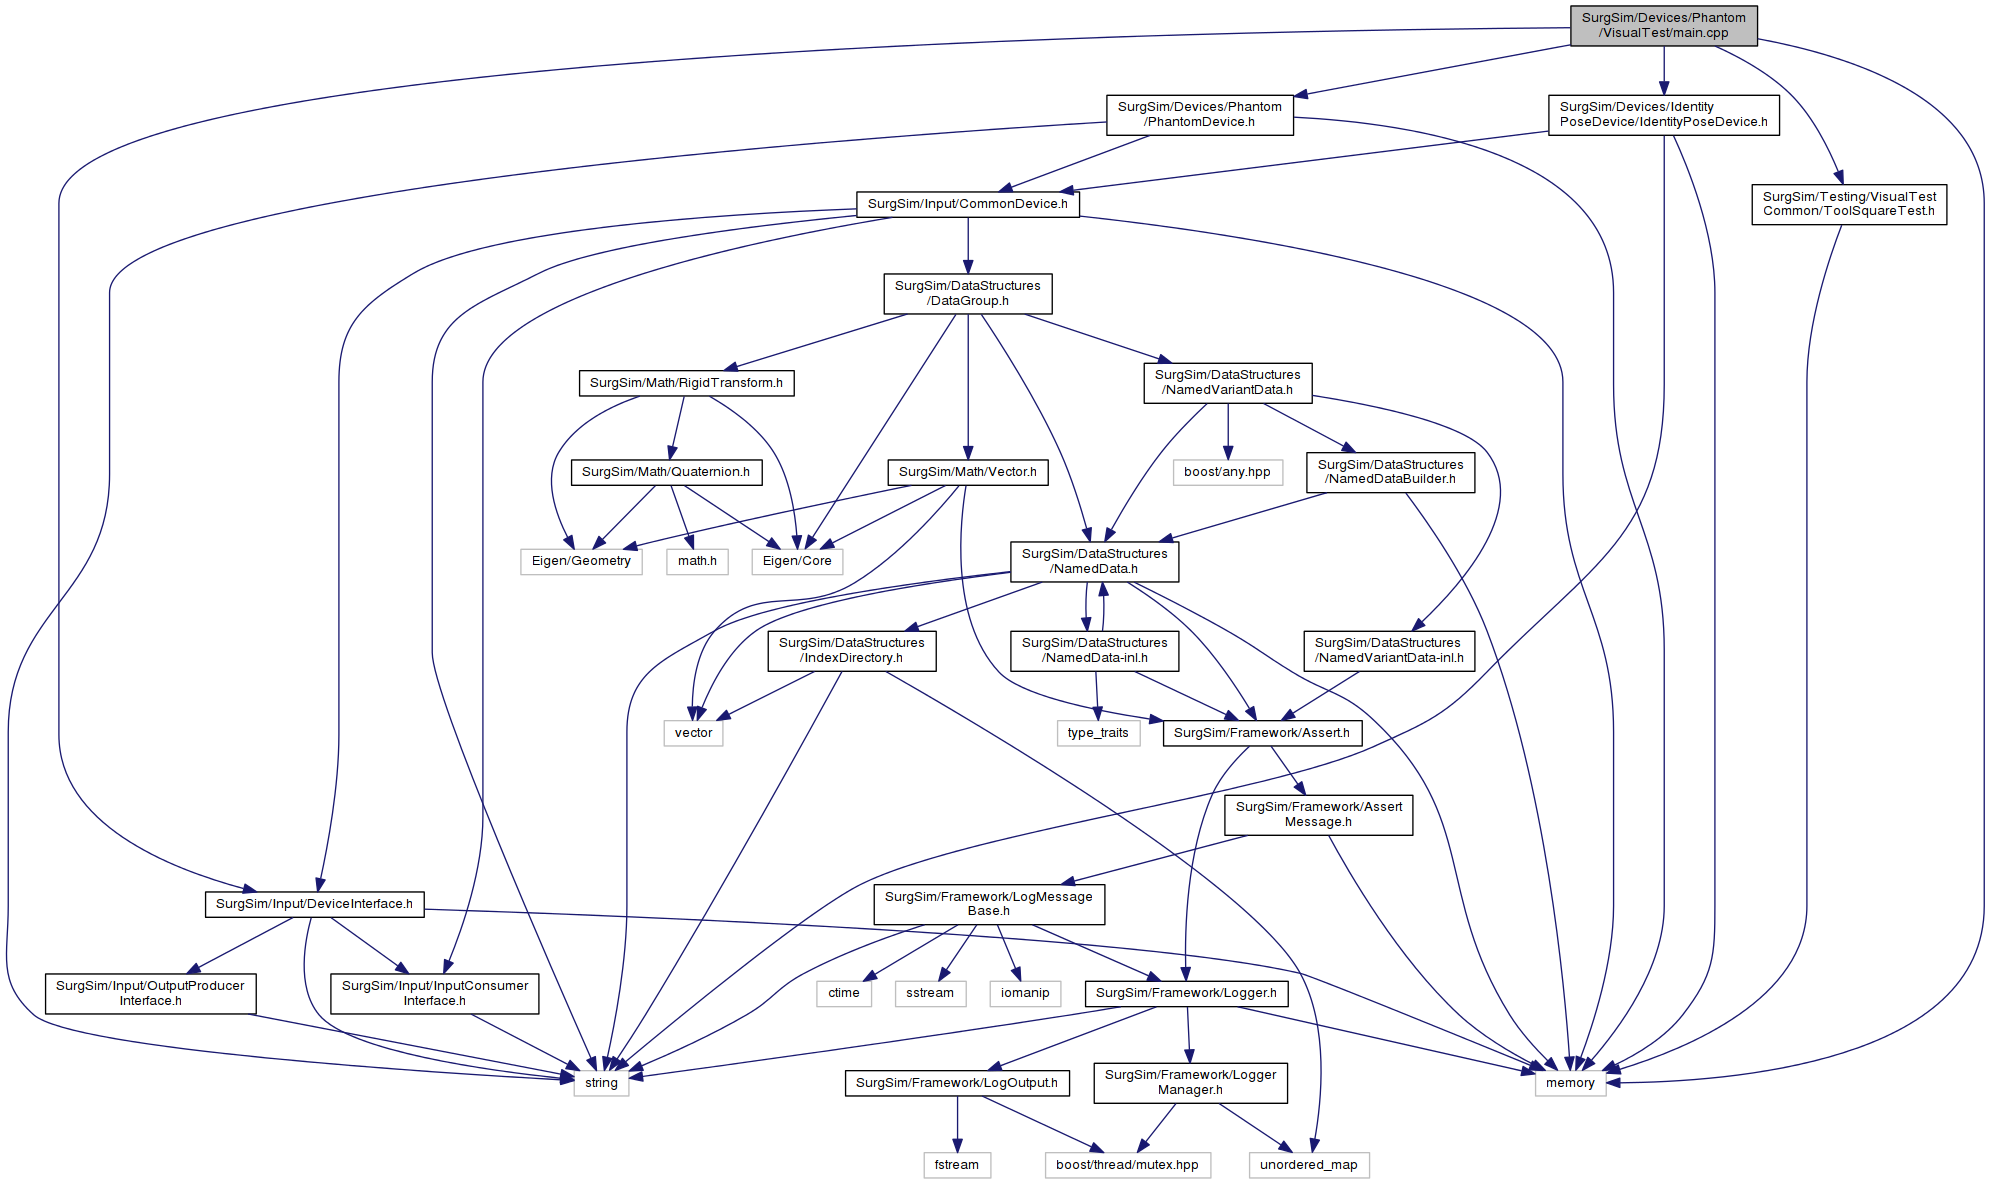 SurgSim/Devices/Phantom
/VisualTest/main.cpp
SurgSim/Devices/Phantom
/PhantomDevice.h
SurgSim/Devices/Identity
PoseDevice/IdentityPoseDevice.h
SurgSim/Input/CommonDevice.h
SurgSim/Testing/VisualTest
Common/ToolSquareTest.h
SurgSim/DataStructures
/DataGroup.h
SurgSim/Math/RigidTransform.h
SurgSim/DataStructures
/NamedVariantData.h
SurgSim/Math/Quaternion.h
SurgSim/Math/Vector.h
boost/any.hpp
SurgSim/DataStructures
/NamedDataBuilder.h
Eigen/Geometry
math.h
Eigen/Core
SurgSim/DataStructures
/NamedData.h
SurgSim/DataStructures
/IndexDirectory.h
SurgSim/DataStructures
/NamedData-inl.h
SurgSim/DataStructures
/NamedVariantData-inl.h
vector
type_traits
SurgSim/Framework/Assert.h
SurgSim/Framework/Assert
Message.h
SurgSim/Input/DeviceInterface.h
SurgSim/Framework/LogMessage
Base.h
SurgSim/Input/OutputProducer
Interface.h
SurgSim/Input/InputConsumer
Interface.h
ctime
sstream
iomanip
SurgSim/Framework/Logger.h
string
SurgSim/Framework/LogOutput.h
SurgSim/Framework/Logger
Manager.h
memory
fstream
boost/thread/mutex.hpp
unordered_map